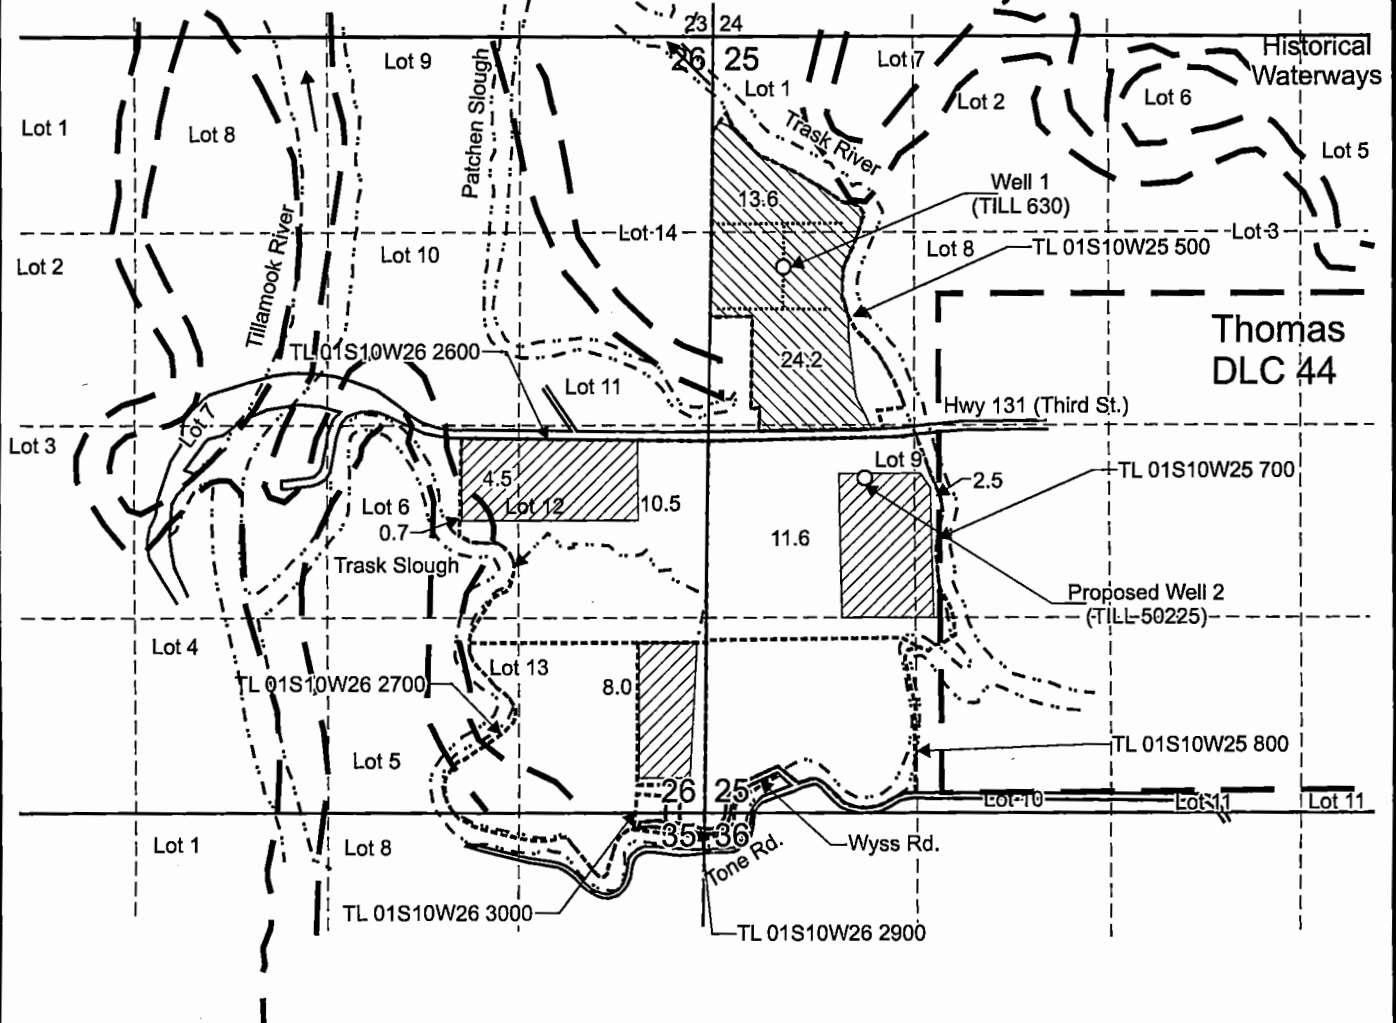 23 24
26 25
Historical
Waterways
Lot 9
Lot 7
Lot 1
Lot 2
Lot 6
Lot 1
Lot 8
Patchen Slough
Trask River
Lot 5
Well 1
(TILL 630)
13.6
Lot 14
Lot 8
TL 01S10W25 500
Lot 3
Lot 2
Lot 10
Tillamook River
Thomas
DLC 44
TL 01S10W26 2600
24.2
Lot 11
Hwy 131 (Third St.)
Lot 7
Lot 3
Lot 9
TL 01S10W25 700
4.5
2.5
Lot 6
Lot 12
10.5
0.7
11.6
Trask Slough
Proposed Well 2
(TILL-50225)
Lot 4
Lot 13
TL 01S10W26 2700
8.0
TL 01S10W25 800
Lot 5
26 25
Lot 10
Lot 11
Lot 11
35 36
Lot 1
Lot 8
Tone Rd.
Wyss Rd.
TL 01S10W26 3000
TL 01S10W26 2900